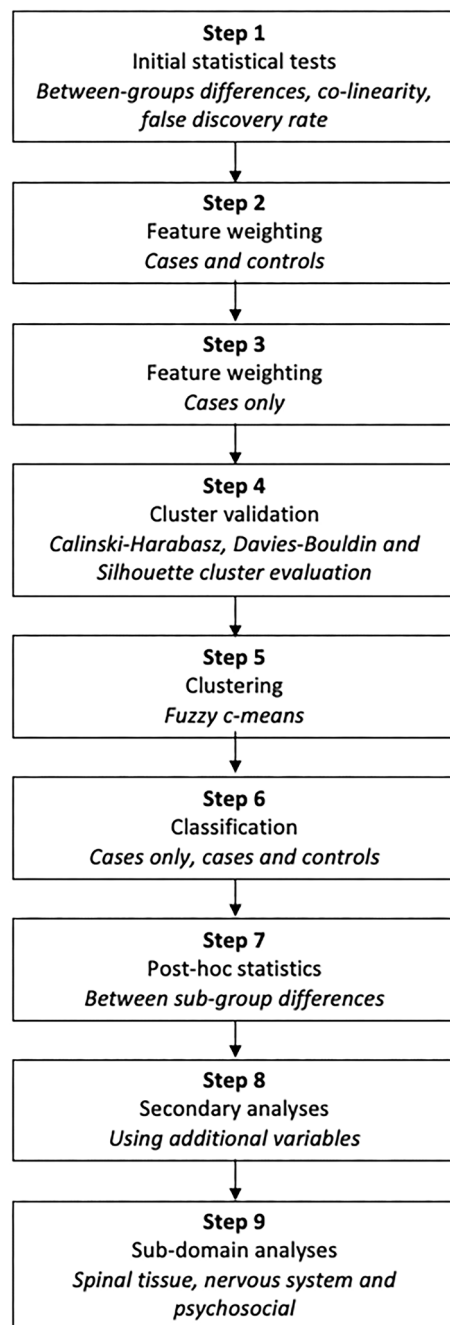 Step 1
Initial statistical tests
Between-groups differences, co-linearity,
false discovery rate
Step 2
Feature weighting
Cases and controls
Step 3
Feature weighting
Cases only
Step 4
Cluster validation
Calinski-Harabasz, Davies-Bouldin and
Silhouette cluster evaluation
Step 5
Clustering
Fuzzy c-means
Step 6
Classification
Cases only, cases and controls
Step 7
Post-hoc statistics
Between sub-group differences
Step 8
Secondary analyses
Using additional variables
Step 9
Sub-domain analyses
Spinal tissue, nervous system and
psychosocial